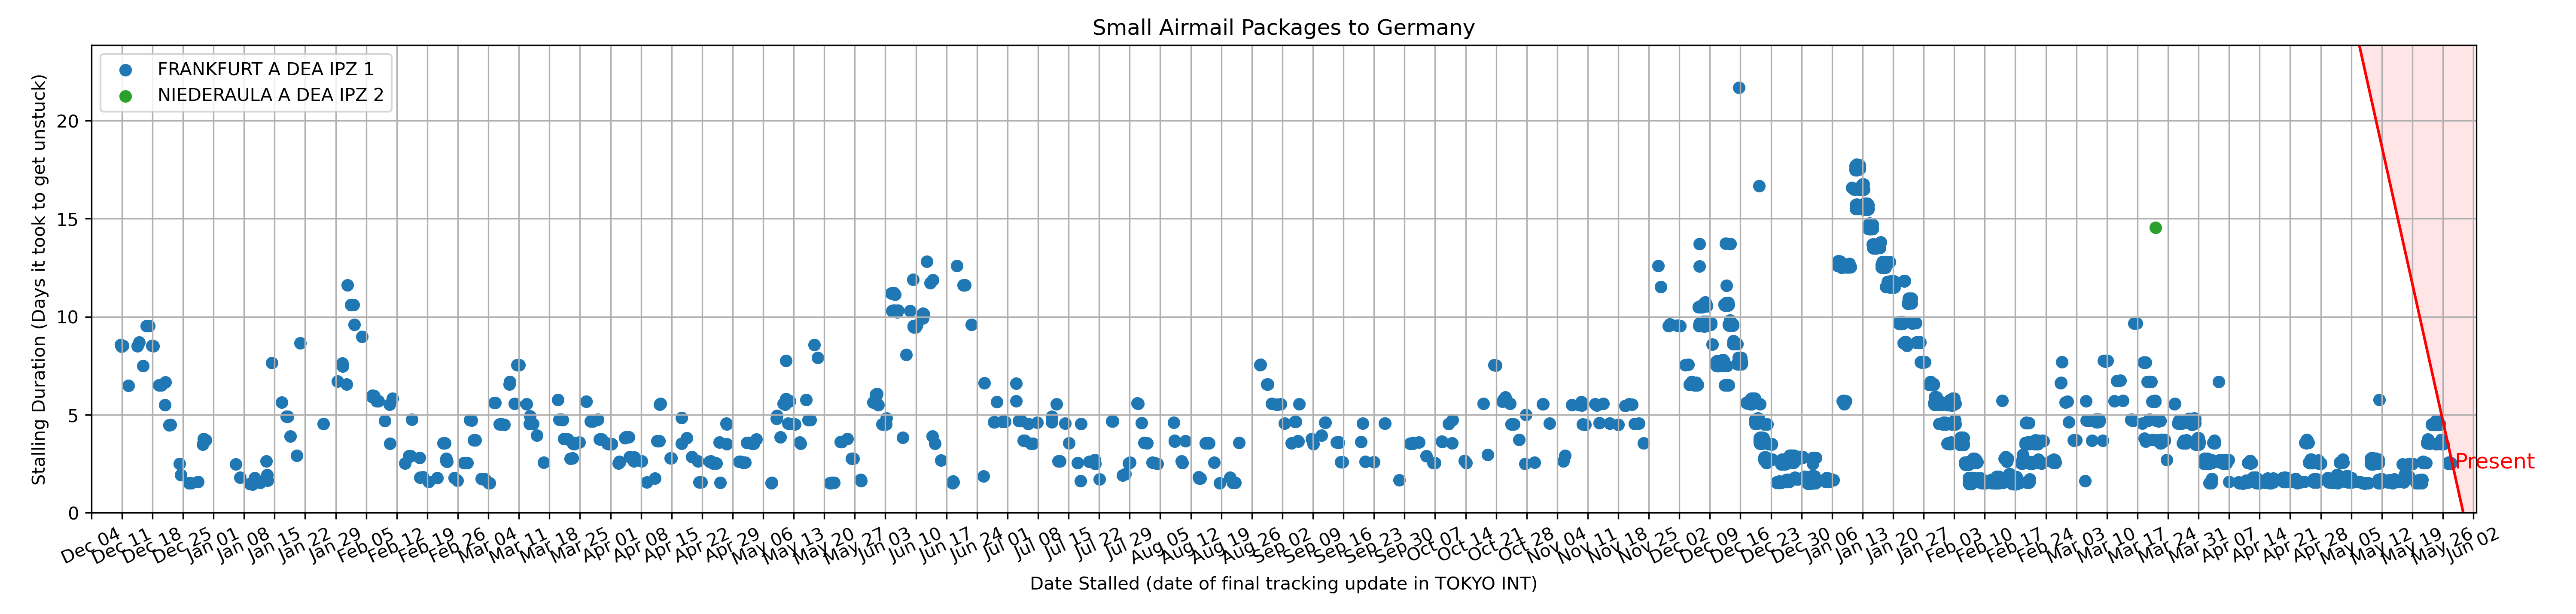 Small Airmail Packages to Germany
FRANKFURT A DEA IPZ 1
NIEDERAULA A DEA IPZ 2
Stalling Duration (Days it took to get unstuck)
20
15
10
5
0
Present
Dec 04
Dec 11
Dec 18
Dec 25
Jan 01
Jan 08
Jan 15
Jan 22
Jan 29
Feb 05
Feb 12
Feb 19
Feb 26
Mar 04
Mar 11
Mar 18
Mar 25
Apr 01
Apr 08
Apr 15
Apr 22
Apr 29
May 06
May 13
May 20
May 27
Jun 03
Jun 10
Jun 17
Jun 24
Jul 01
Jul 08
Jul 15
Jul 22
Jul 29
Aug 05
Aug 12
Aug 19
Aug 26
Sep 02
Sep 09
Sep 16
Sep 23
Sep 30
Oct 07
Oct 14
Oct 21
Oct 28
Nov 04
Nov 11
Nov 18
Nov 25
Dec 02
Dec 09
Dec 16
Dec 23
Dec 30
Jan 06
Jan 13
Jan 20
Jan 27
Feb 03
Feb 10
Feb 17
Feb 24
Mar 03
Mar 10
Mar 17
Mar 24
Mar 31
Apr 07
Apr 14
Apr 21
Apr 28
May 05
May 12
May 19
May 26
Jun 02
Date Stalled (date of final tracking update in TOKYO INT)